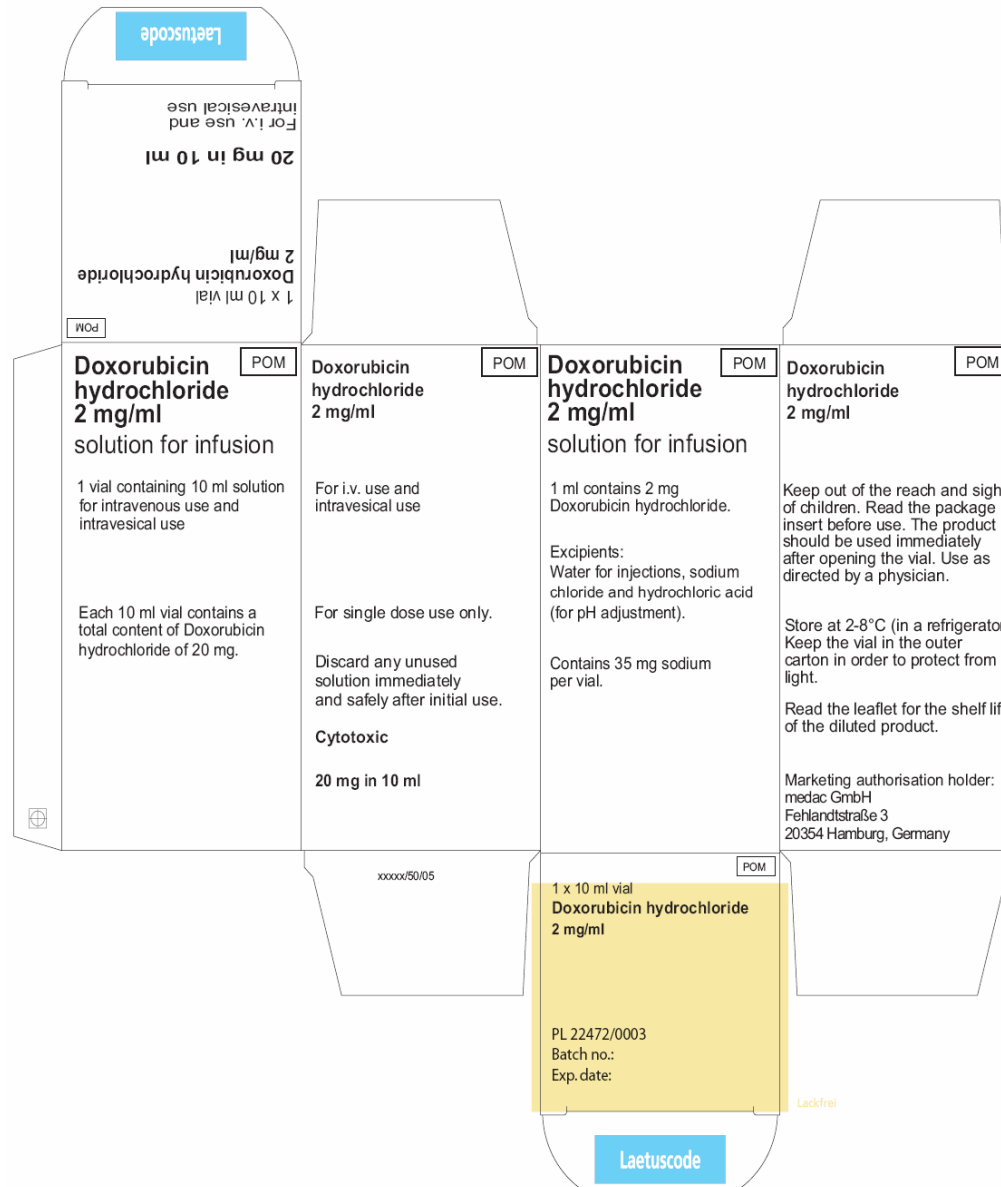 Laetuscode
1 x 10 ml vial
Doxorubicin hydrochloride
2 mg/ml
20 mg in 10 ml
For i.v. use and
intravesical use
POM
Doxorubicin
hydrochloride
2 mg/ml
solution for infusion
POM
1 vial containing 10 ml solution
for intravenous use and
intravesical use
Each 10 ml vial contains a
total content of Doxorubicin
hydrochloride of 20 mg.
Doxorubicin
hydrochloride
2 mg/ml
POM
For i.v. use and
intravesical use
For single dose use only.
Discard any unused
solution immediately
and safely after initial use.
Cytotoxic
20 mg in 10 ml
Doxorubicin
hydrochloride
2 mg/ml
solution for infusion
POM
1 ml contains 2 mg
Doxorubicin hydrochloride.
Excipients:
Water for injections, sodium
chloride and hydrochloric acid
(for pH adjustment).
Contains 35 mg sodium
per vial.
Doxorubicin
hydrochloride
2 mg/ml
POM
Keep out of the reach and sigh
of children. Read the package
insert before use. The product
should be used immediately
after opening the vial. Use as
directed by a physician.
Store at 2-8°C (in a refrigerator
Keep the vial in the outer
carton in order to protect from
light.
Read the leaflet for the shelf lif
of the diluted product.
Marketing authorisation holder:
medac GmbH
Fehlandtstraße 3
20354 Hamburg, Germany
xxxxx/50/05
POM
1 x 10 ml vial
Doxorubicin hydrochloride
2 mg/ml
PL 22472/0003
Batch no.:
Exp. date:
Lackfrei
Laetuscode